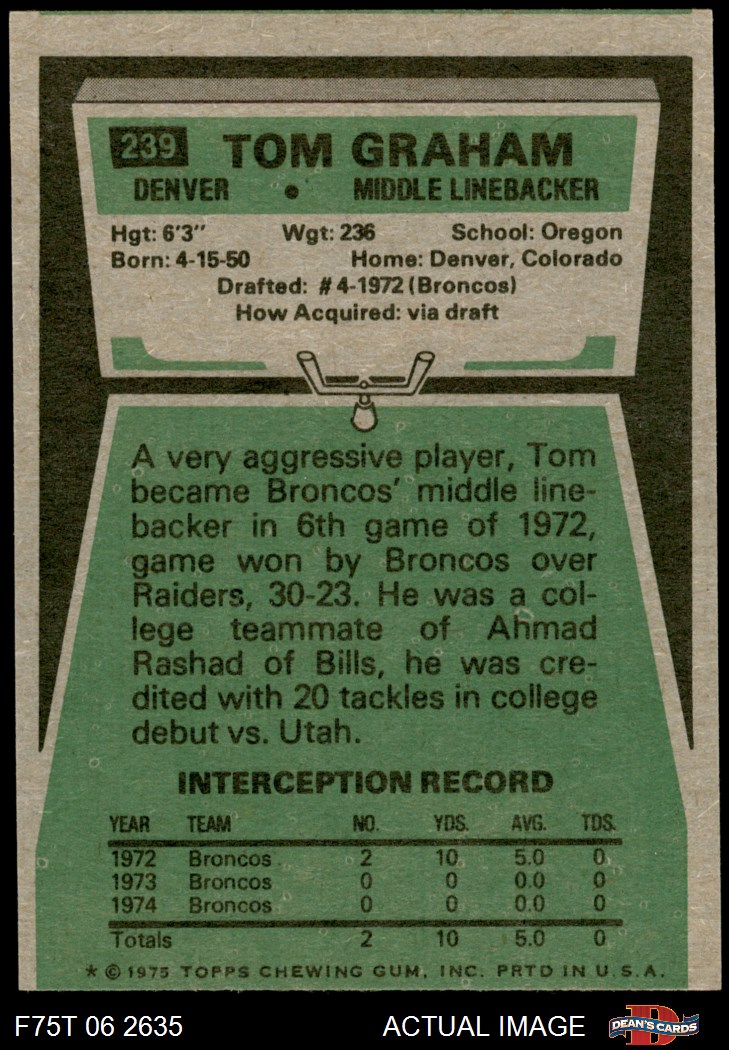 239 TOM GRAHAM
DENVER • MIDDLE LINEBACKER
Hgt: 6'3" Wgt: 236 School: Oregon
Born: 4-15-50 Home: Denver, Colorado
Drafted: #4-1972 (Broncos)
How Acquired: via draft
A very aggressive player, Tom
became Broncos' middle line-
backer in 6th game of 1972,
game won by Broncos over
Raiders, 30-23. He was a col-
lege teammate of Ahmad
Rashad of Bills, he was cre-
dited with 20 tackles in college
debut vs. Utah.
INTERCEPTION RECORD
YEAR TEAM NO. YDS. AVG. TDS.
1972 Broncos 2 10 5.0 0
1973 Broncos 0 0 0.0 0
1974 Broncos 0 0 0.0 0
Totals 2 10 5.0 0
* © 1975 TOPPS CHEWING GUM, INC. PRTD IN U.S.A.
F75T 06 2635 ACTUAL IMAGE DEAN'S CARDS